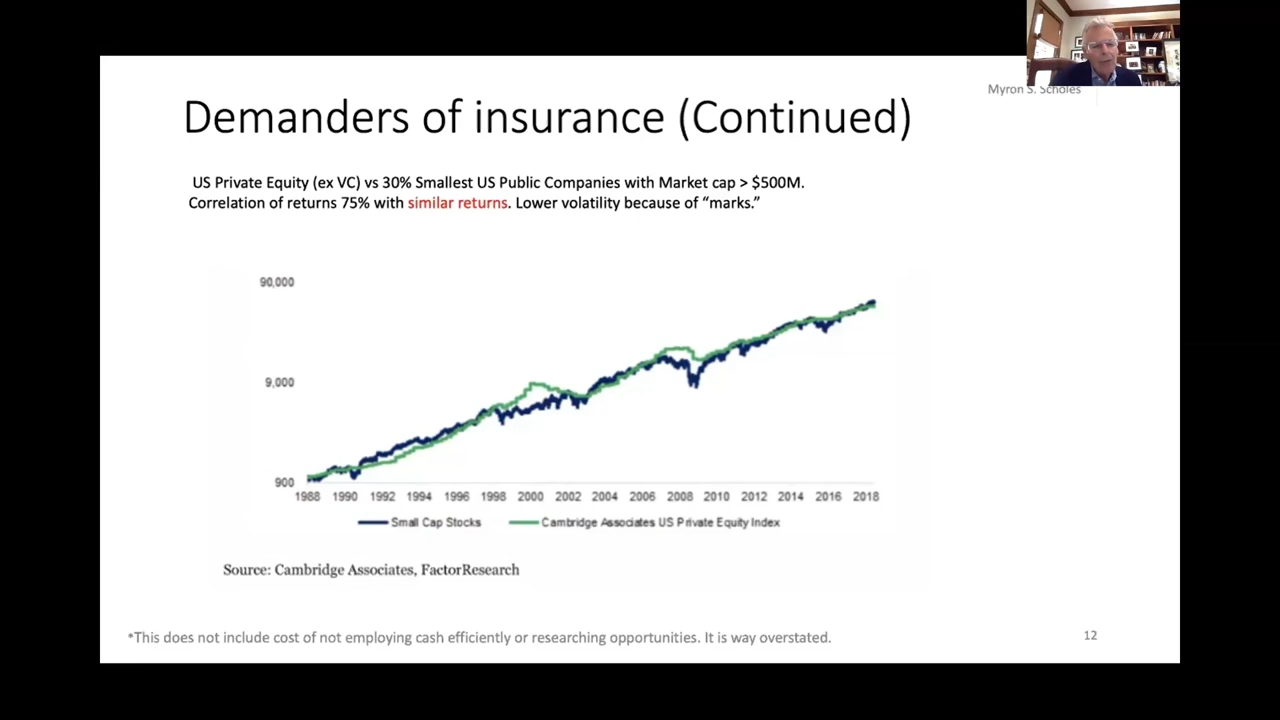 Myron S. Scholes
Demanders of insurance (Continued)
US Private Equity (ex VC) vs 30% Smallest US Public Companies with Market cap > $500M.
Correlation of returns 75% with similar returns. Lower volatility because of “marks.”
90,000
9,000
900
1988 1990 1992 1994 1996 1998 2000 2002 2004 2006 2008 2010 2012 2014 2016 2018
Small Cap Stocks Cambridge Associates US Private Equity Index
Source: Cambridge Associates, FactorResearch
*This does not include cost of not employing cash efficiently or researching opportunities. It is way overstated.
12